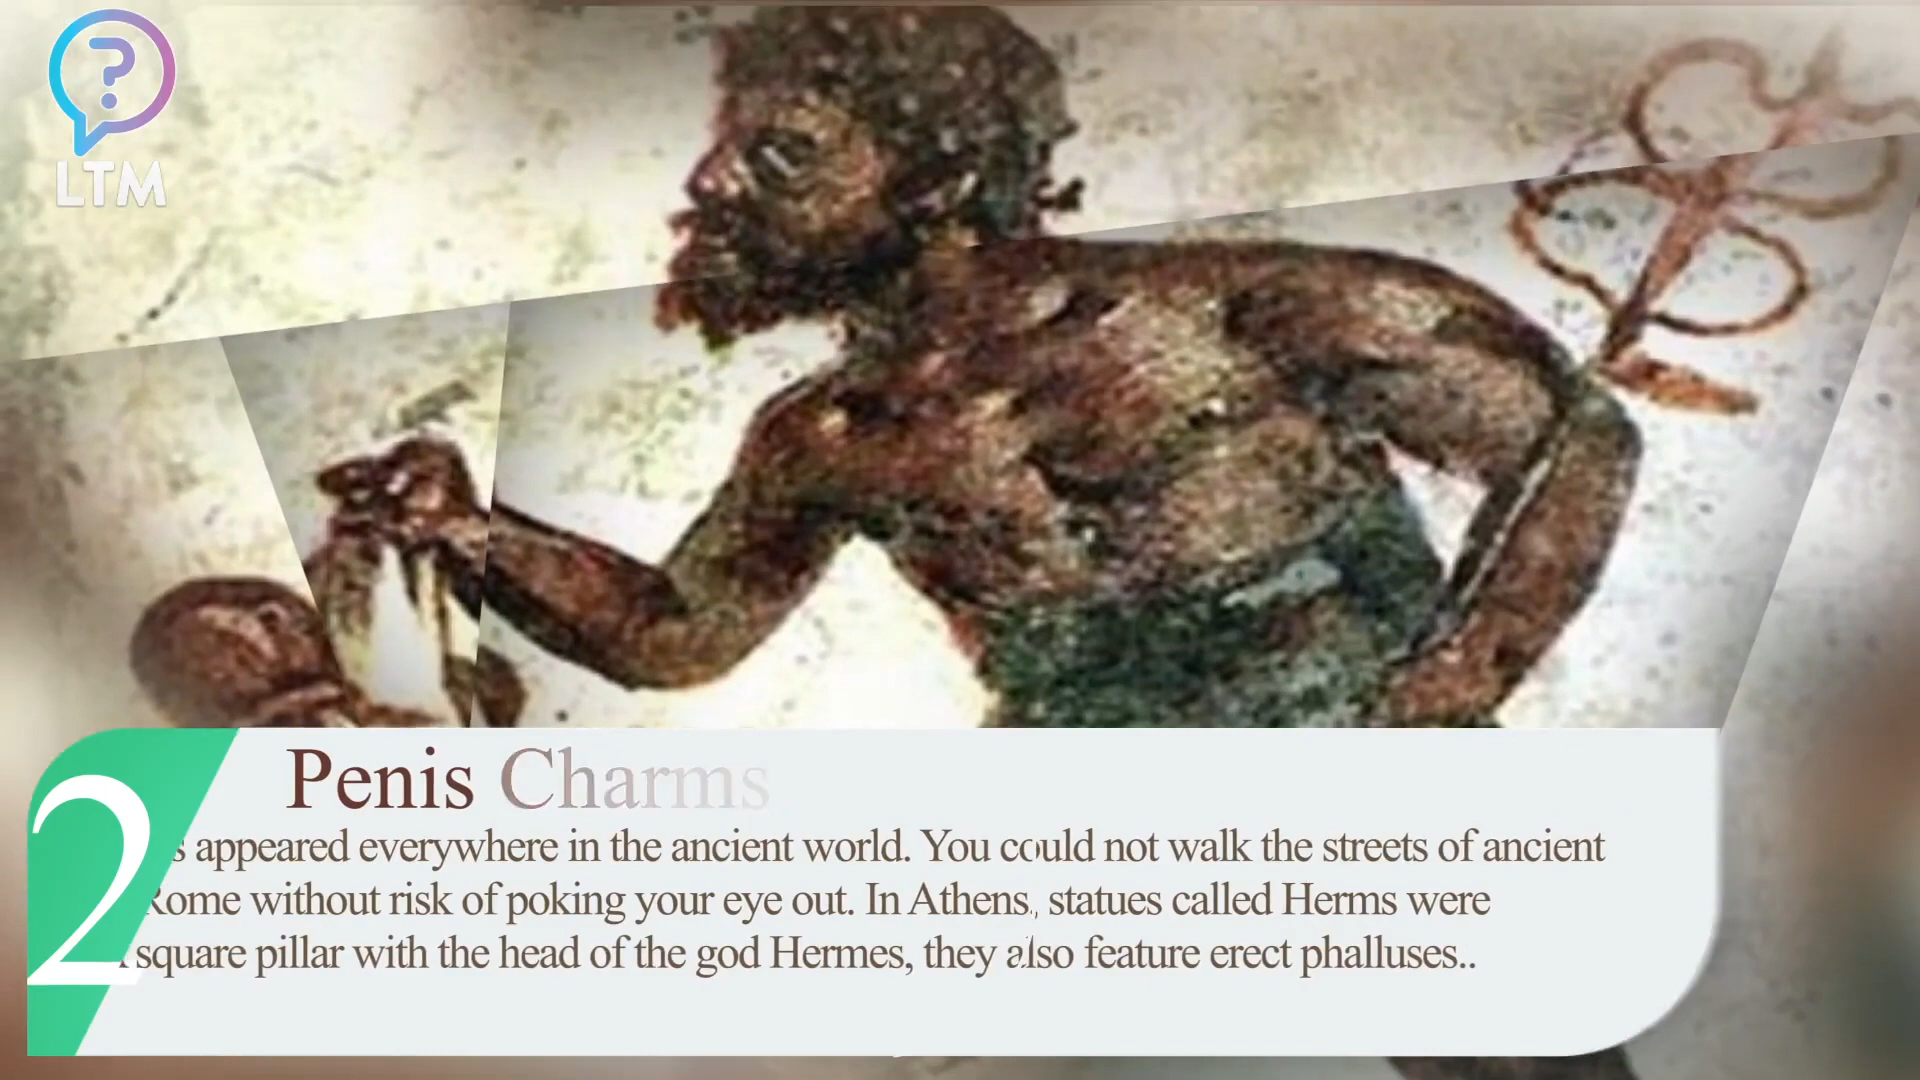 ?
LTM
2
Penis Charms
appeared everywhere in the ancient world. You could not walk the streets of ancient
Rome without risk of poking your eye out. In Athens, statues called Herms were
square pillar with the head of the god Hermes, they also feature erect phalluses..